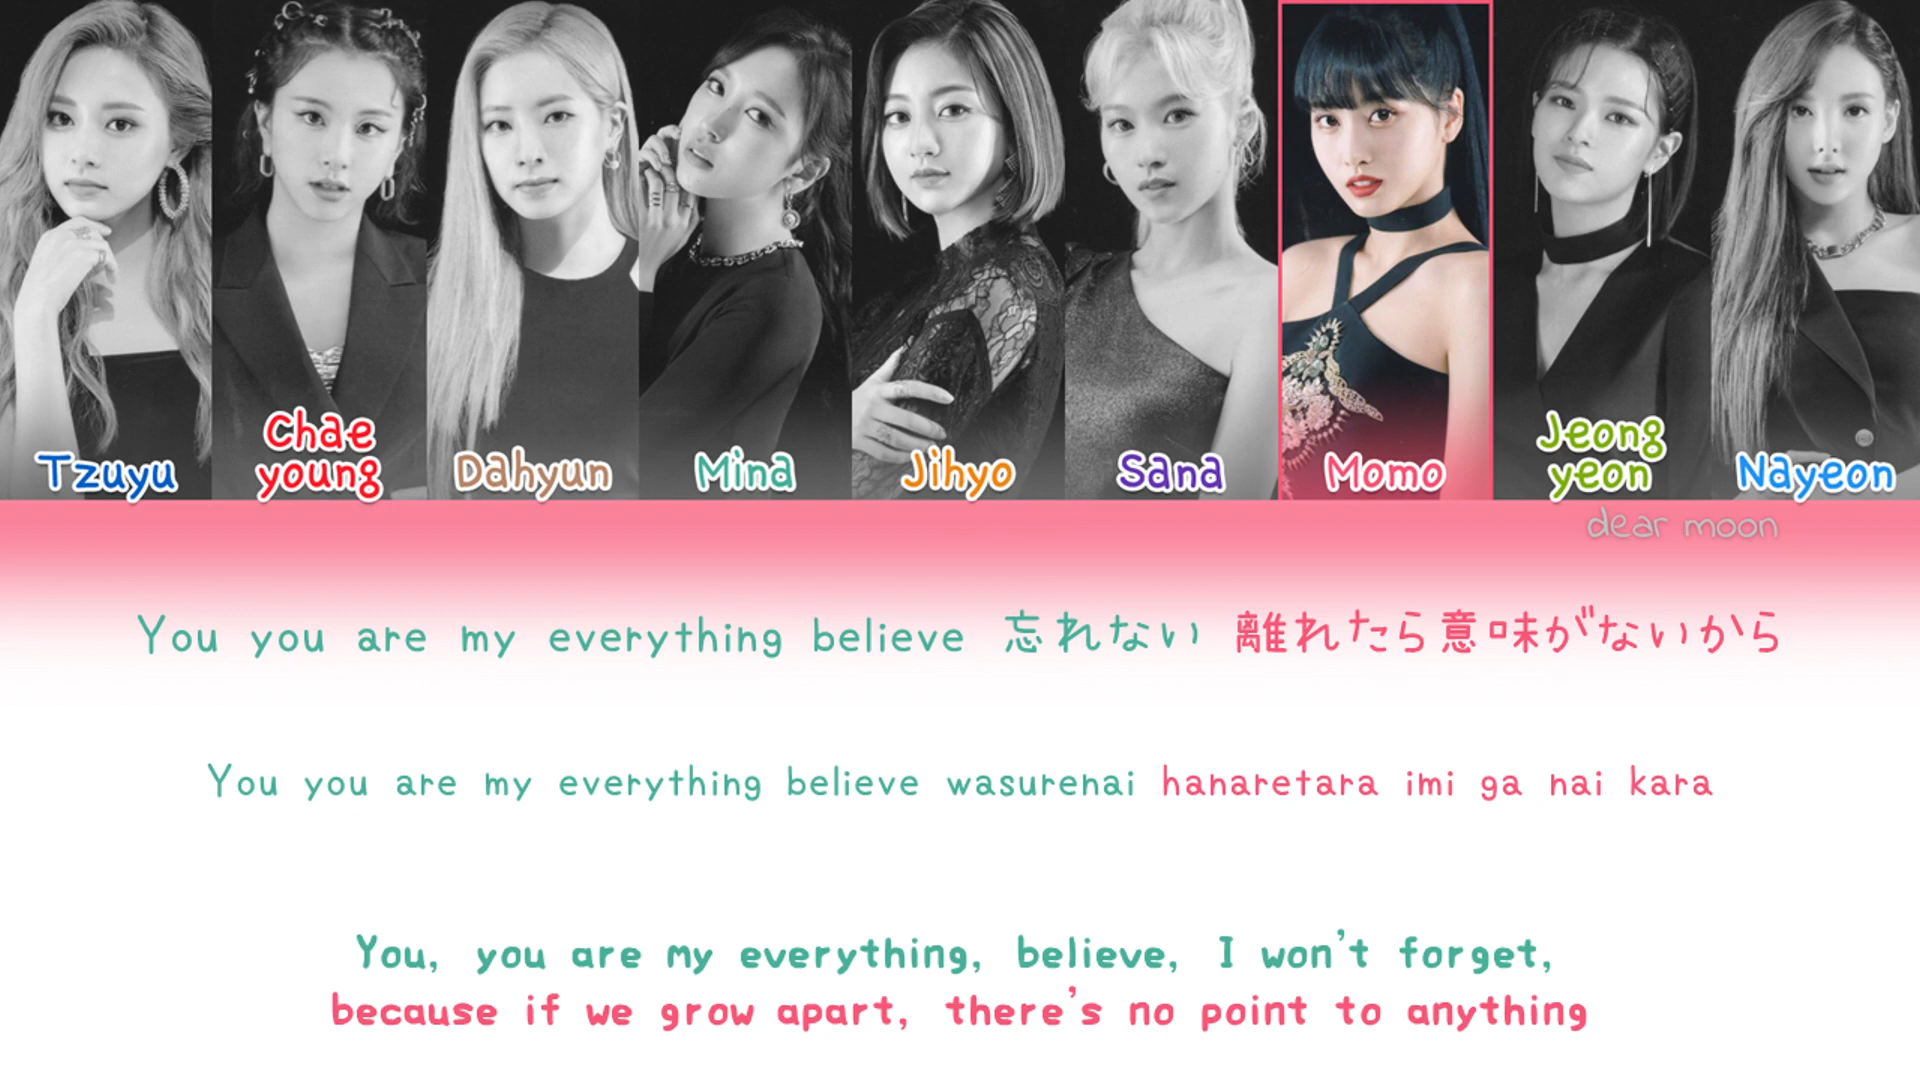 Tzuyu
Chae
young
Dahyun
Mina
Jihyo
Sana
Momo
Jeong
yeon
Nayeon
dear moon
You you are my everything believe 忘れない 離れたら意味がないから
You you are my everything believe wasurenai hanaretara imi ga nai kara
You, you are my everything, believe, I won't forget,
because if we grow apart, there's no point to anything